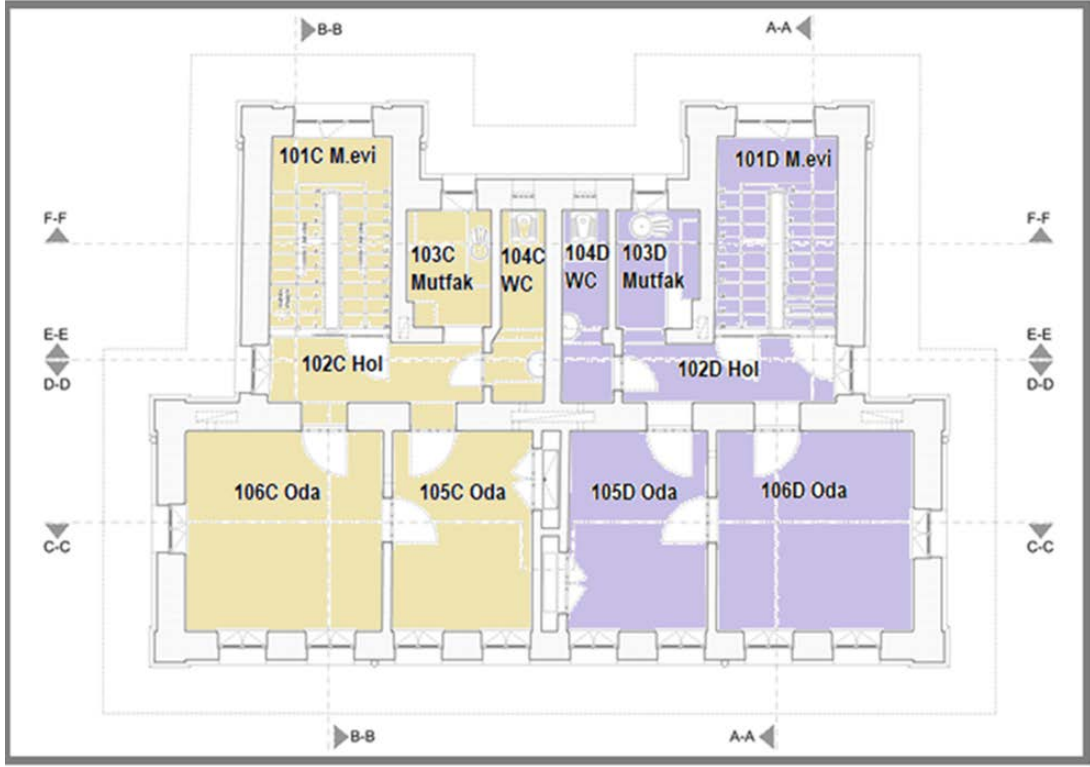 B-B
A-A
101C M.evi
101D M.evi
F-F
F-F
103C
Mutfak
104C
WC
104D
WC
103D
Mutfak
E-E
D-D
E-E
D-D
102C Hol
102D Hol
106C Oda
105C Oda
105D Oda
106D Oda
C-C
C-C
B-B
A-A